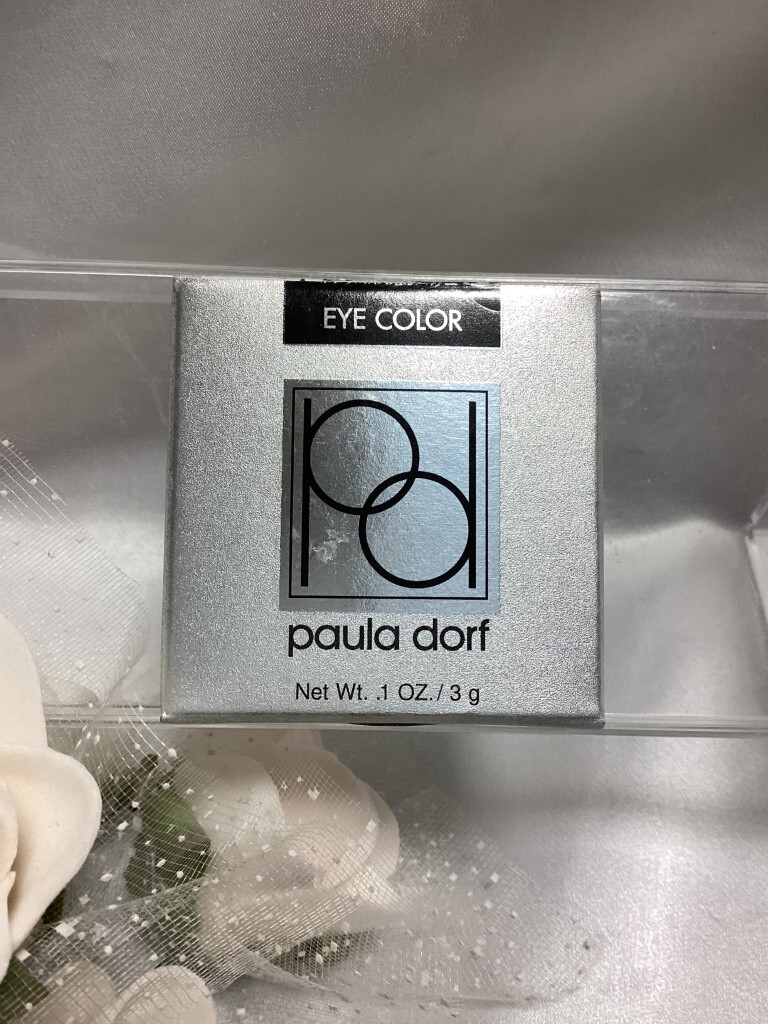 EYE COLOR
pd
paula dorf
Net Wt. .1 OZ. / 3 g